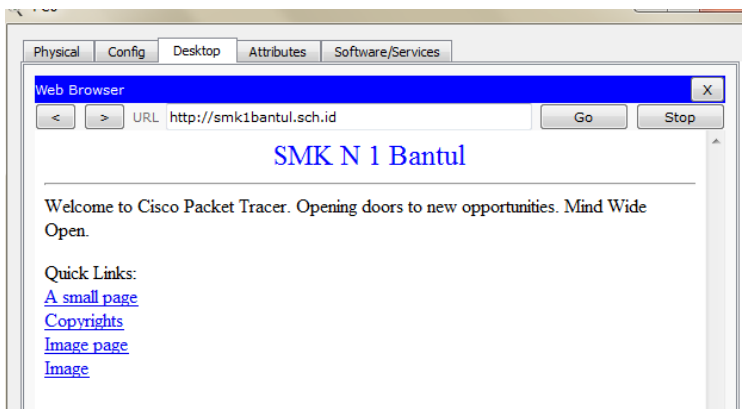 Physical Config Desktop Attributes Software/Services
Web Browser X
< > URL http://smk1bantul.sch.id Go Stop
SMK N 1 Bantul
Welcome to Cisco Packet Tracer. Opening doors to new opportunities. Mind Wide
Open.
Quick Links:
A small page
Copyrights
Image page
Image